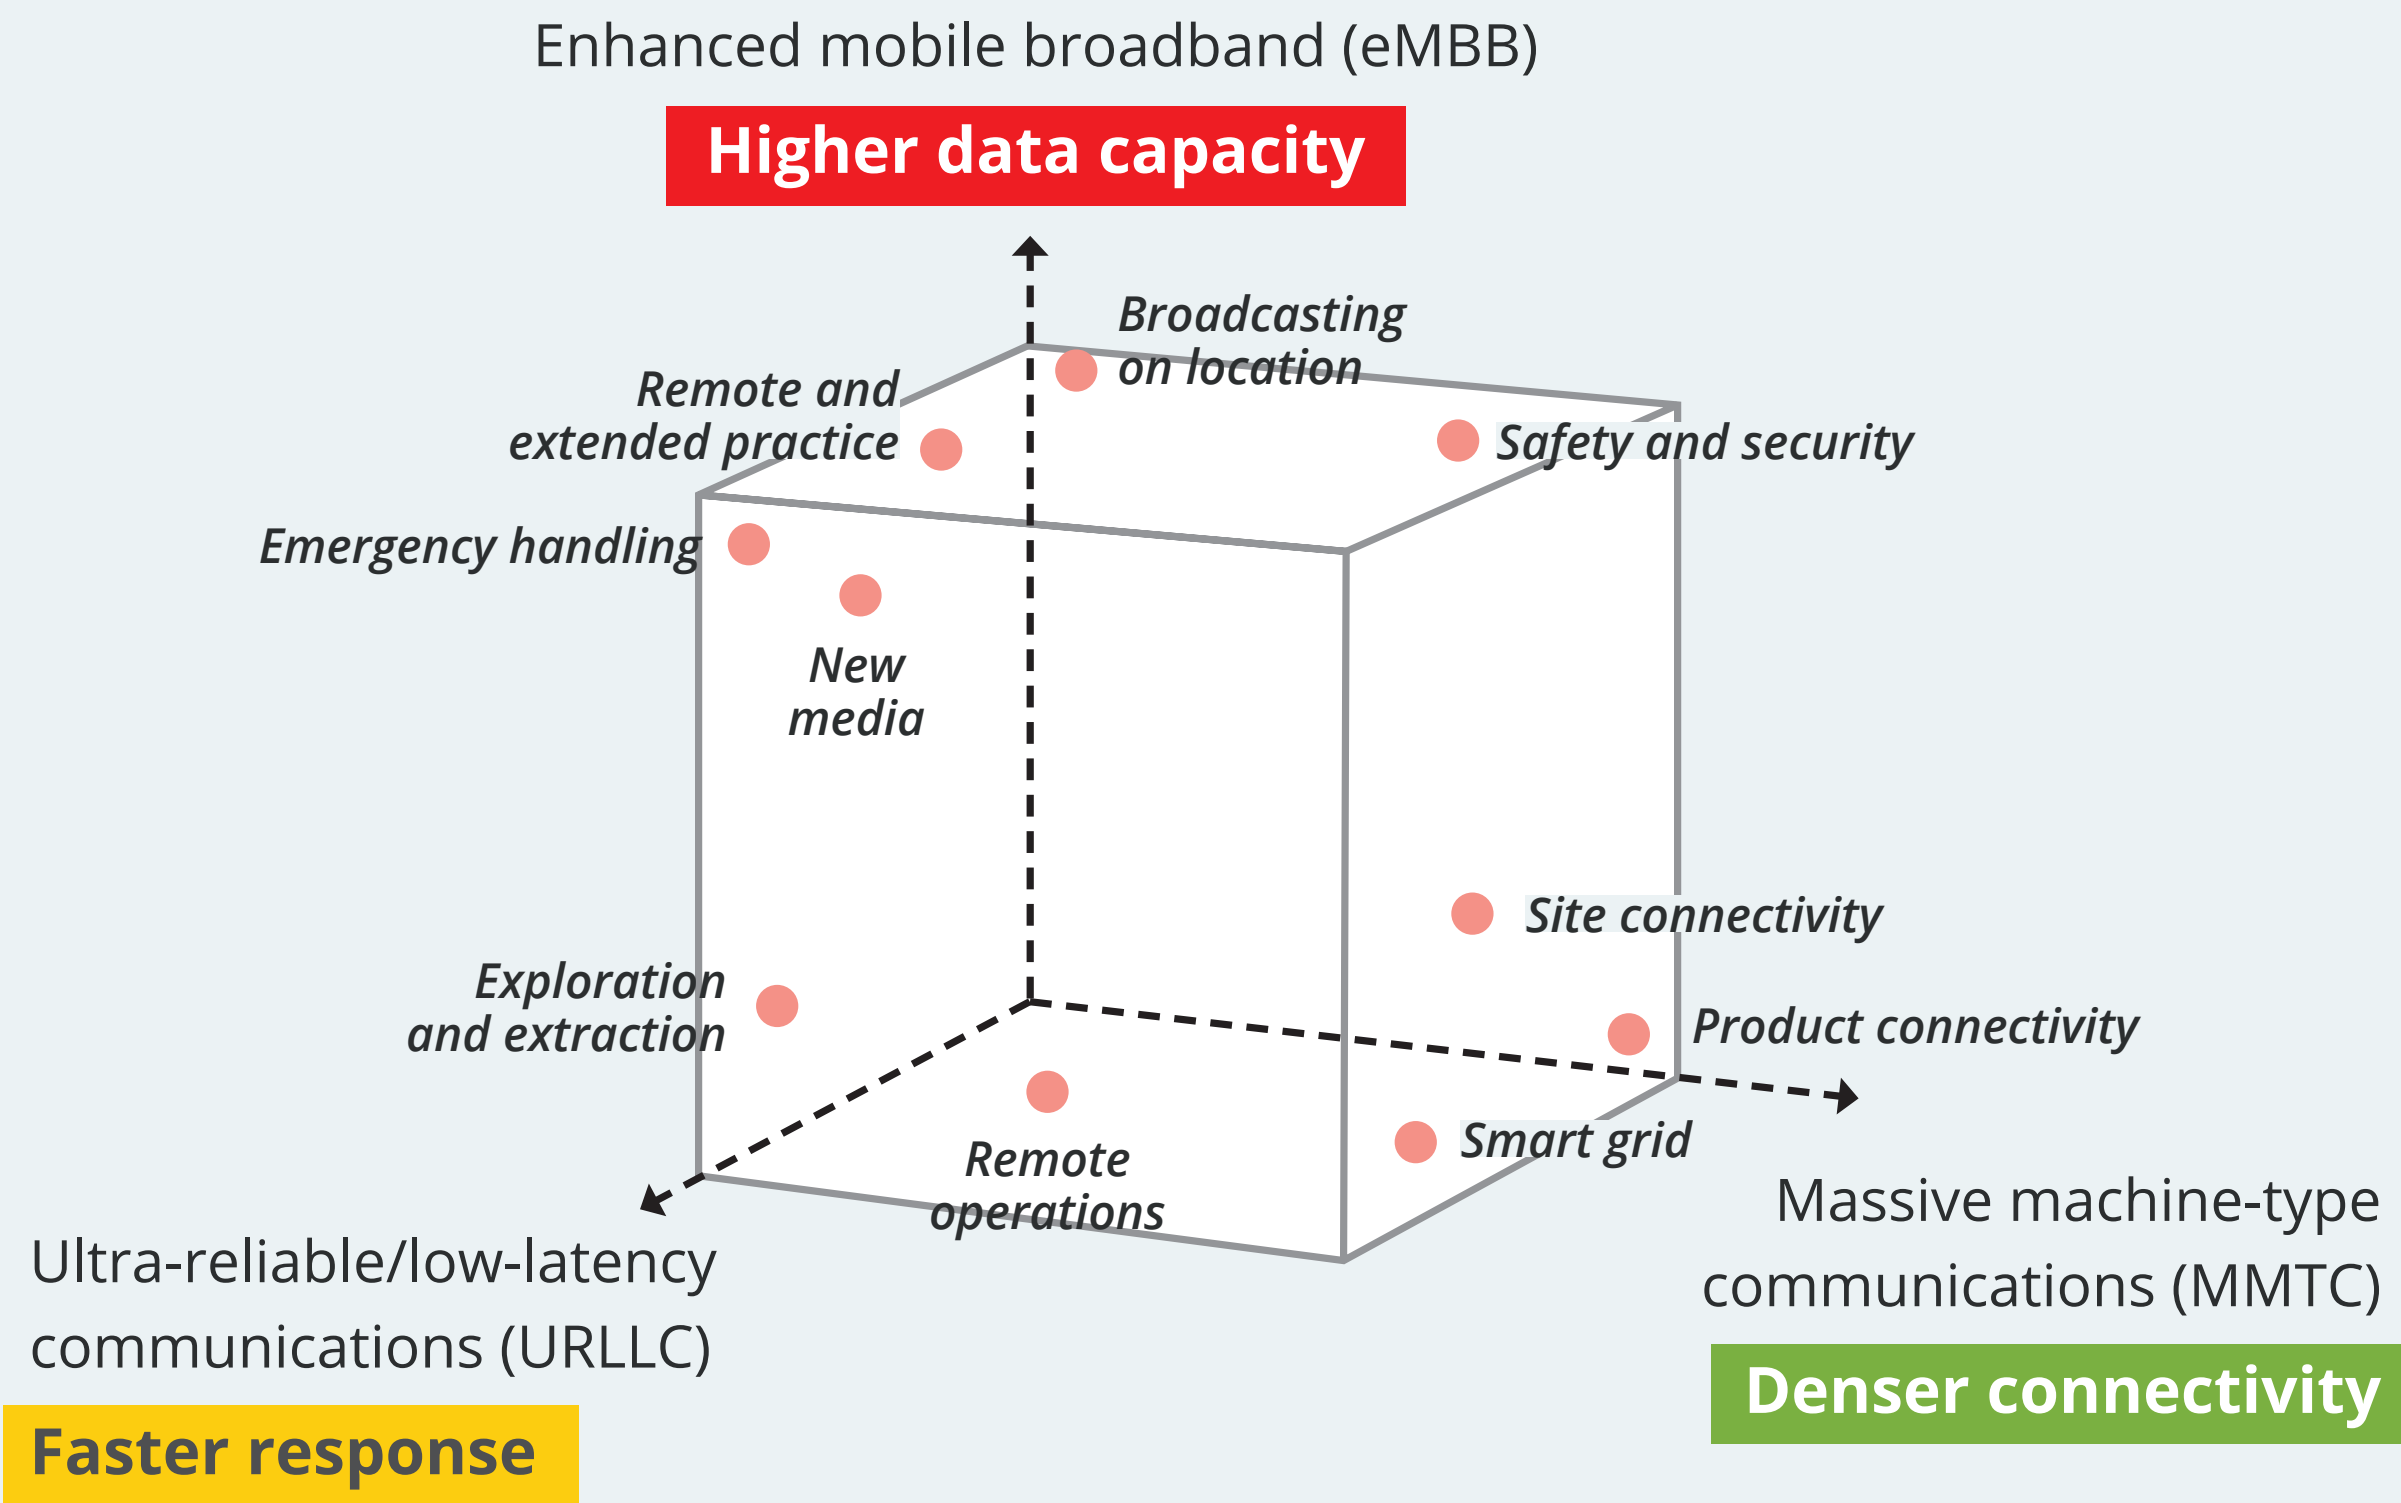 Enhanced mobile broadband (eMBB)
Higher data capacity
Broadcasting
on location
Remote and
extended practice
Safety and security
Emergency handling
New
media
Site connectivity
Exploration
and extraction
Product connectivity
Smart grid
Remote
operations
Massive machine-type
communications (MMTC)
Denser connectivity
Ultra-reliable/low-latency
communications (URLLC)
Faster response